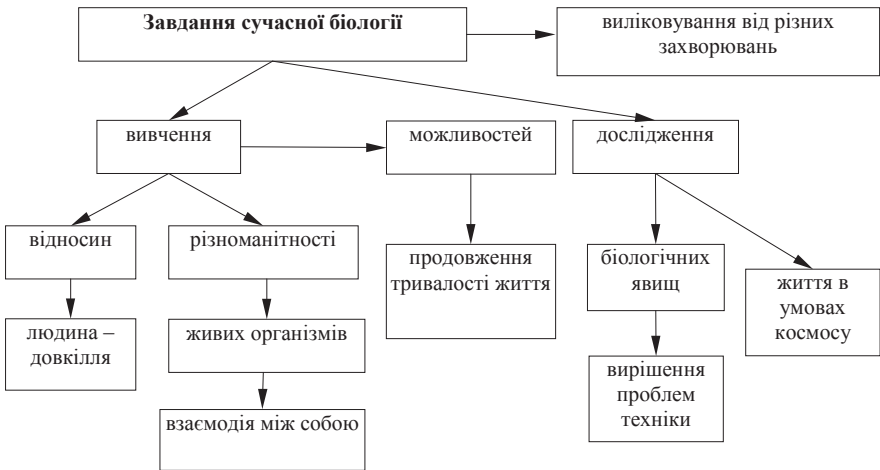 Завдання сучасної біології
виліковування від різних
захворювань
вивчення
можливостей
дослідження
відносин
різноманітності
продовження
тривалості життя
біологічних
явищ
життя в
умовах
космосу
людина –
довкілля
живих організмів
вирішення
проблем
техніки
взаємодія між собою